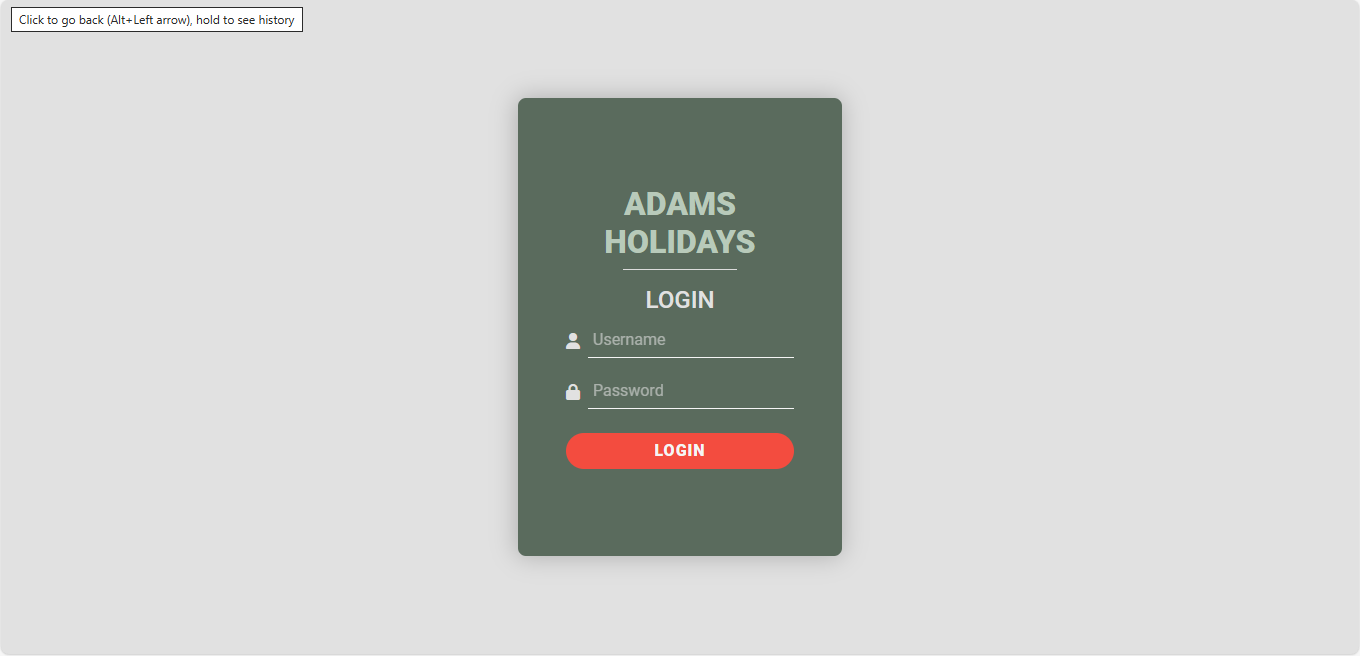 Click to go back (Alt+Left arrow), hold to see history
ADAMS
HOLIDAYS
LOGIN
Username
Password
LOGIN